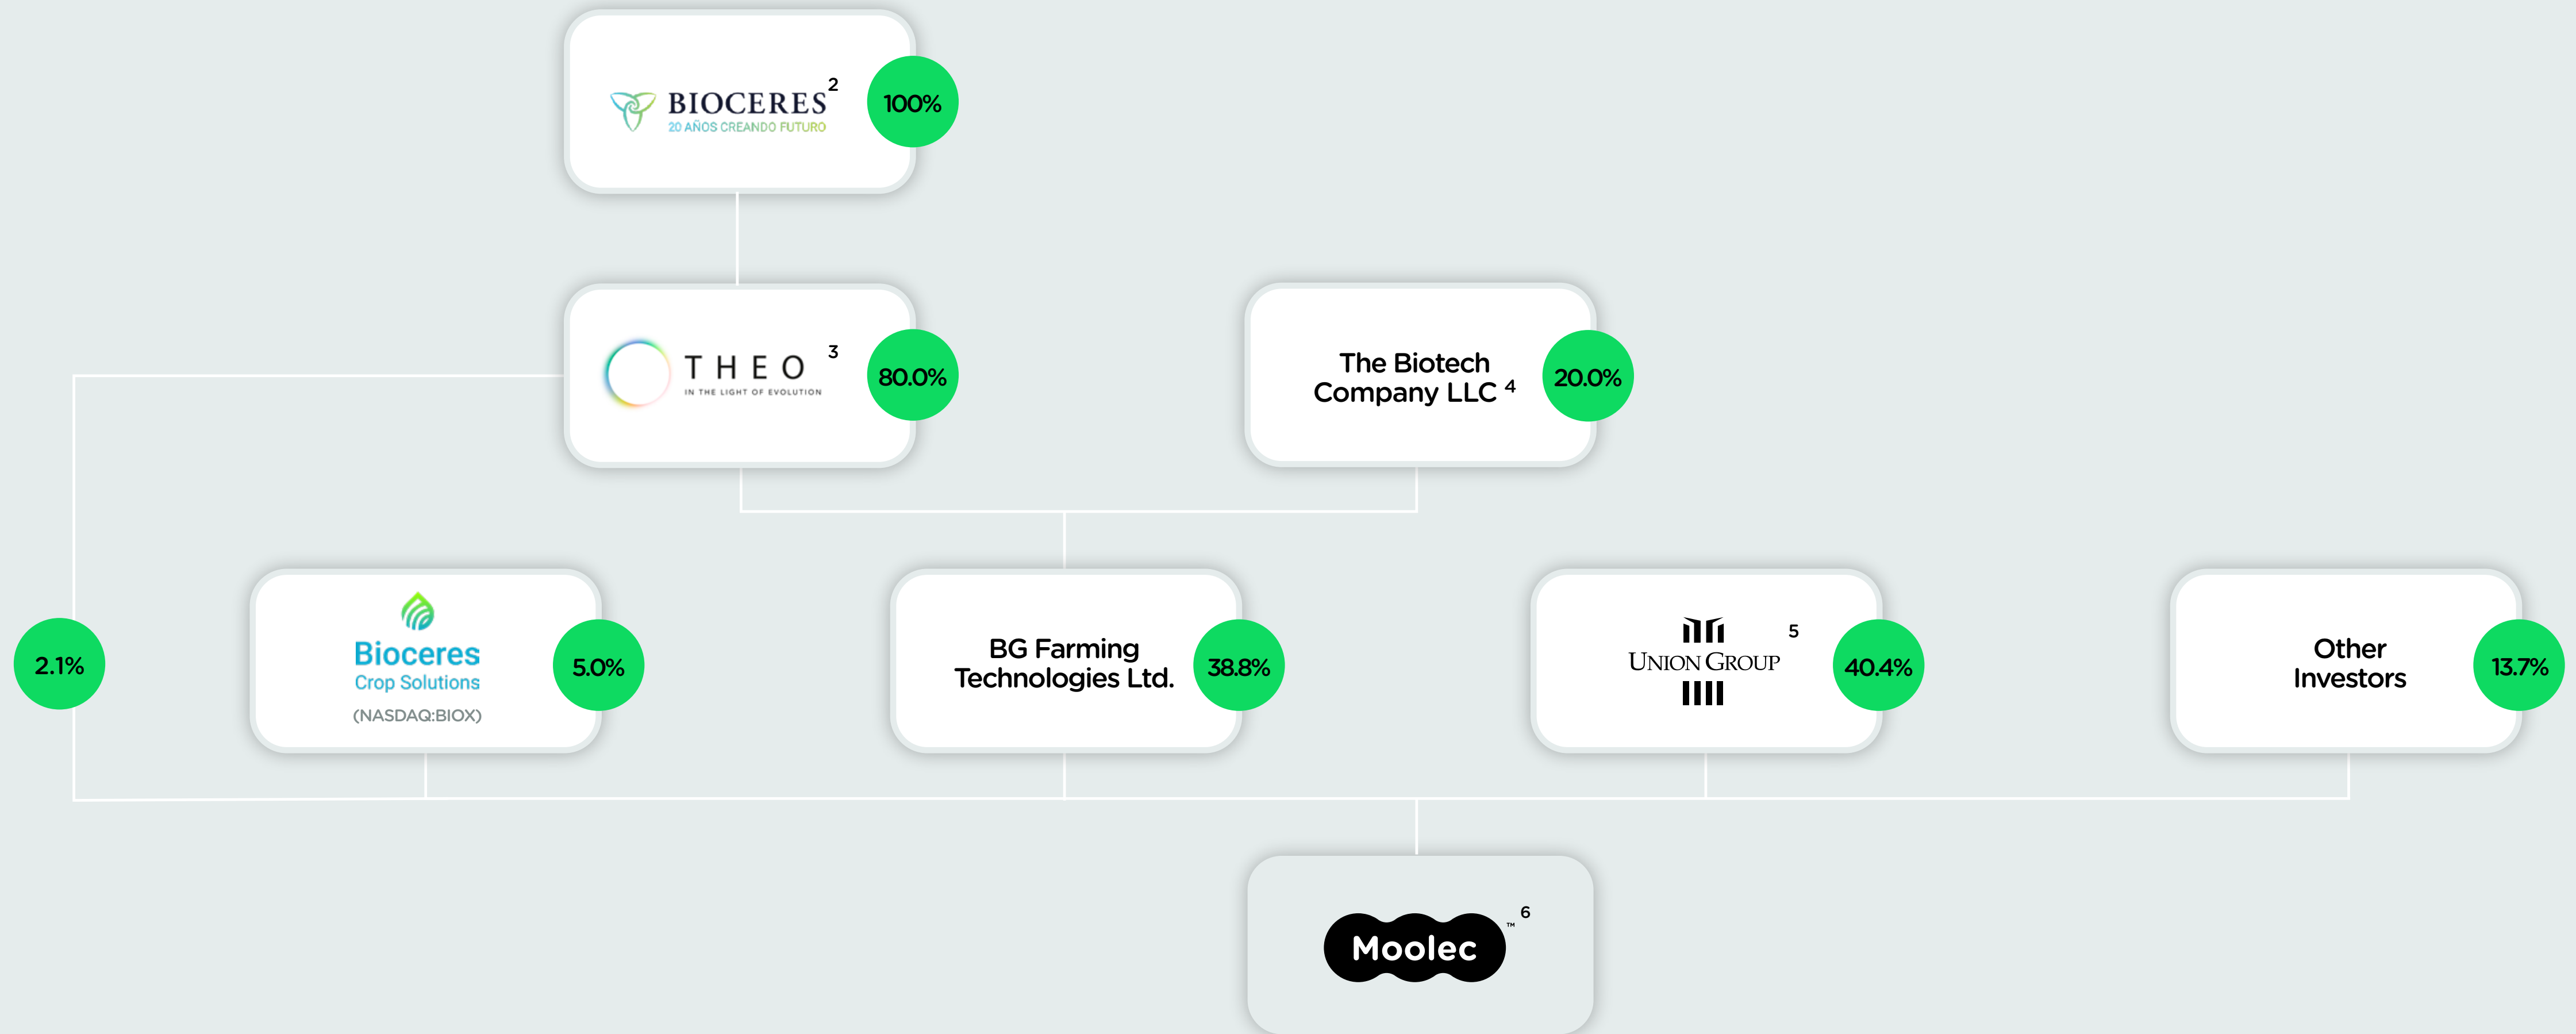 BIOCERES 2
20 AÑOS CREANDO FUTURO
100%
THEO 3
IN THE LIGHT OF EVOLUTION
80.0%
The Biotech
Company LLC 4
20.0%
2.1%
Bioceres
Crop Solutions
(NASDAQ:BIOX)
5.0%
BG Farming
Technologies Ltd.
38.8%
UNION GROUP 5
40.4%
Other
Investors
13.7%
Moolec ™ 6